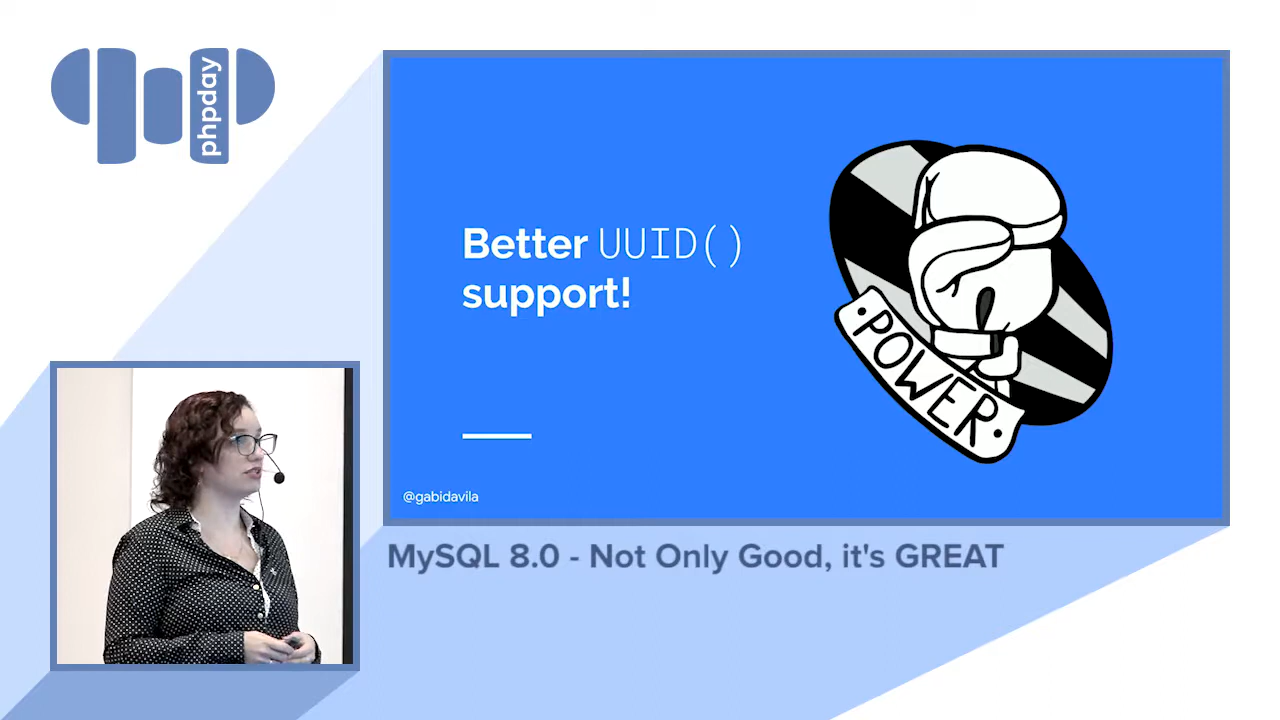 phpday
Better UUID()
support!
·POWER·
@gabidavila
MySQL 8.0 - Not Only Good, it's GREAT